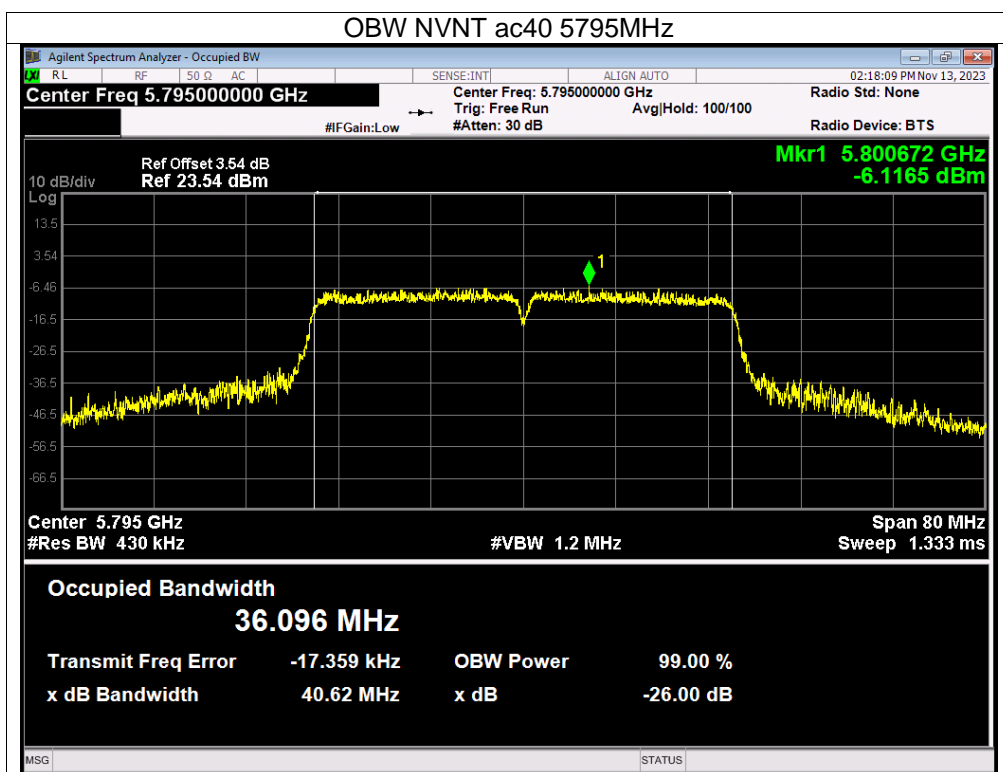 OBW NVNT ac40 5795MHz
Agilent Spectrum Analyzer - Occupied BW
LXI RL RF 50 Ω AC SENSE:INT ALIGN AUTO 02:18:09 PM Nov 13, 2023
Center Freq 5.795000000 GHz Center Freq: 5.795000000 GHz Radio Std: None
Trig: Free Run Avg|Hold: 100/100
#IFGain:Low #Atten: 30 dB Radio Device: BTS
Ref Offset 3.54 dB Mkr1 5.800672 GHz
10 dB/div Ref 23.54 dBm -6.1165 dBm
Log
13.5
3.54
1
-6.46
-16.5
-26.5
-36.5
-46.5
-56.5
-66.5
Center 5.795 GHz Span 80 MHz
#Res BW 430 kHz #VBW 1.2 MHz Sweep 1.333 ms
Occupied Bandwidth
36.096 MHz
Transmit Freq Error -17.359 kHz OBW Power 99.00 %
x dB Bandwidth 40.62 MHz x dB -26.00 dB
MSG STATUS